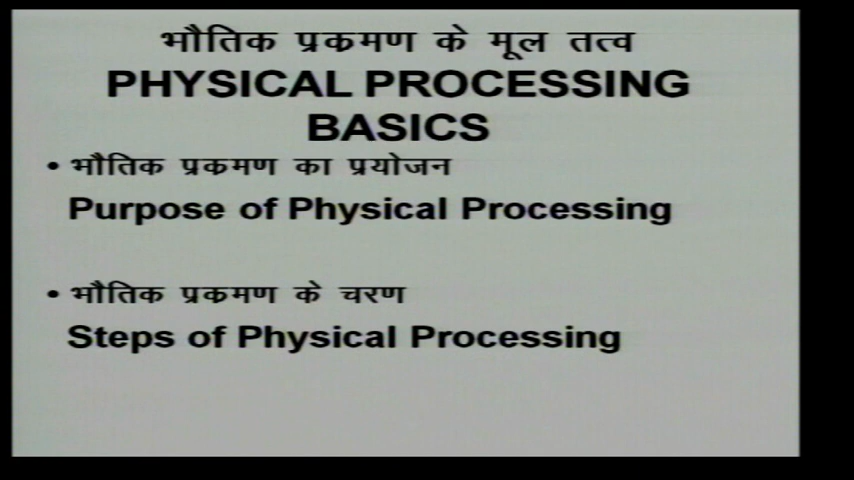 भौतिक प्रकमण के मूल तत्व
PHYSICAL PROCESSING
BASICS
• भौतिक प्रकमण का प्रयोजन
Purpose of Physical Processing
• भौतिक प्रकमण के चरण
Steps of Physical Processing